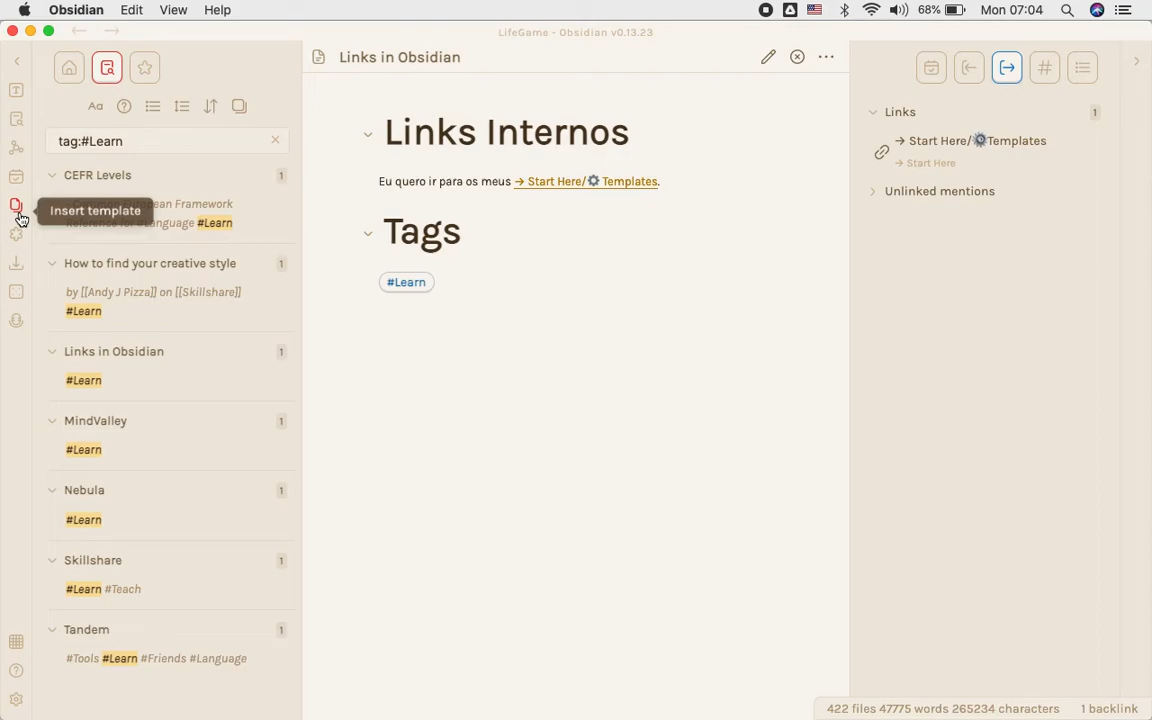 Obsidian Edit View Help
68% Mon 07:04
LifeGame - Obsidian v0.13.23
Links in Obsidian
Aa
tag:#Learn
CEFR Levels 1
European Framework
Reference for #Language #Learn
Insert template
How to find your creative style 1
by [[Andy J Pizza]] on [[Skillshare]]
#Learn
Links in Obsidian 1
#Learn
MindValley 1
#Learn
Nebula 1
#Learn
Skillshare 1
#Learn #Teach
Tandem 1
#Tools #Learn #Friends #Language
Links Internos
Eu quero ir para os meus → Start Here/⚙️ Templates.
Tags
#Learn
Links 1
→ Start Here/⚙️Templates
→ Start Here
Unlinked mentions
422 files 47775 words 265234 characters 1 backlink